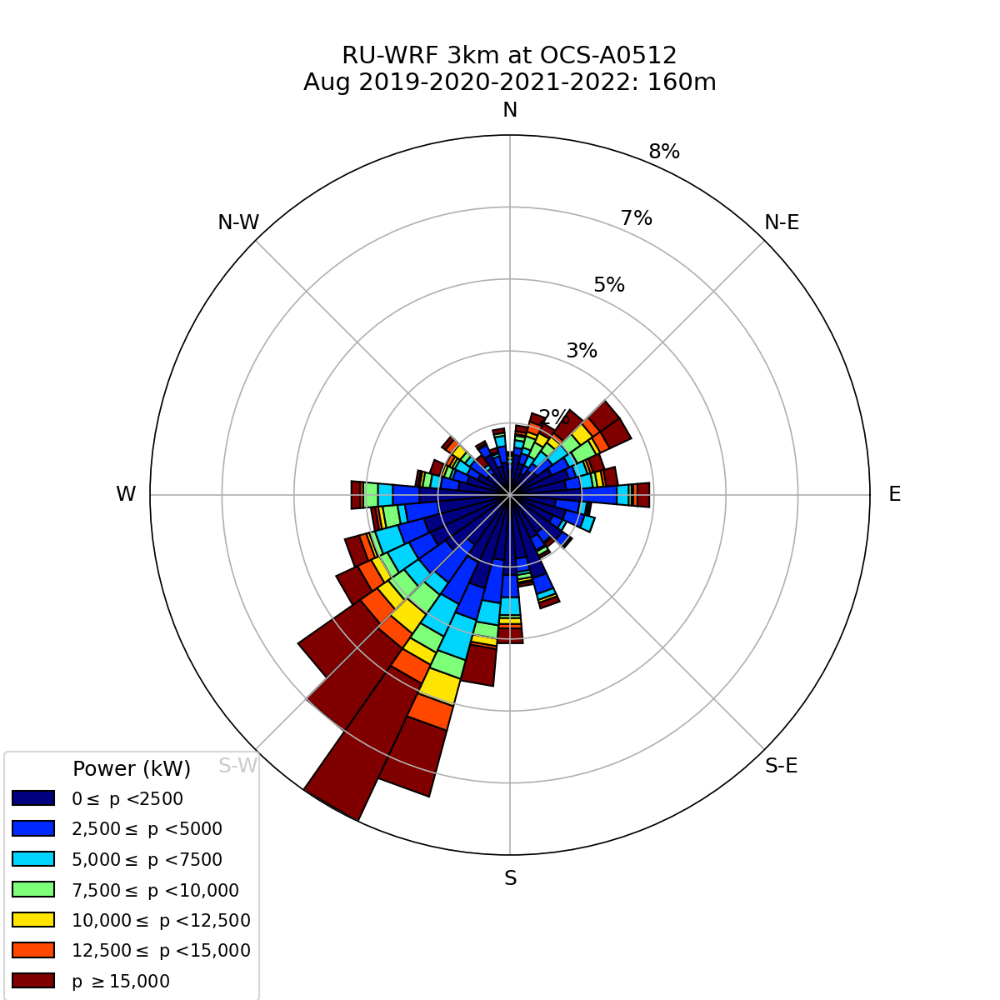 RU-WRF 3km at OCS-A0512
Aug 2019-2020-2021-2022: 160m
N
8%
N-W
7%
N-E
5%
3%
2%
W
E
S-W
S-E
S
Power (kW)
0≤ p <2500
2,500≤ p <5000
5,000≤ p <7500
7,500≤ p <10,000
10,000≤ p <12,500
12,500≤ p <15,000
p ≥15,000